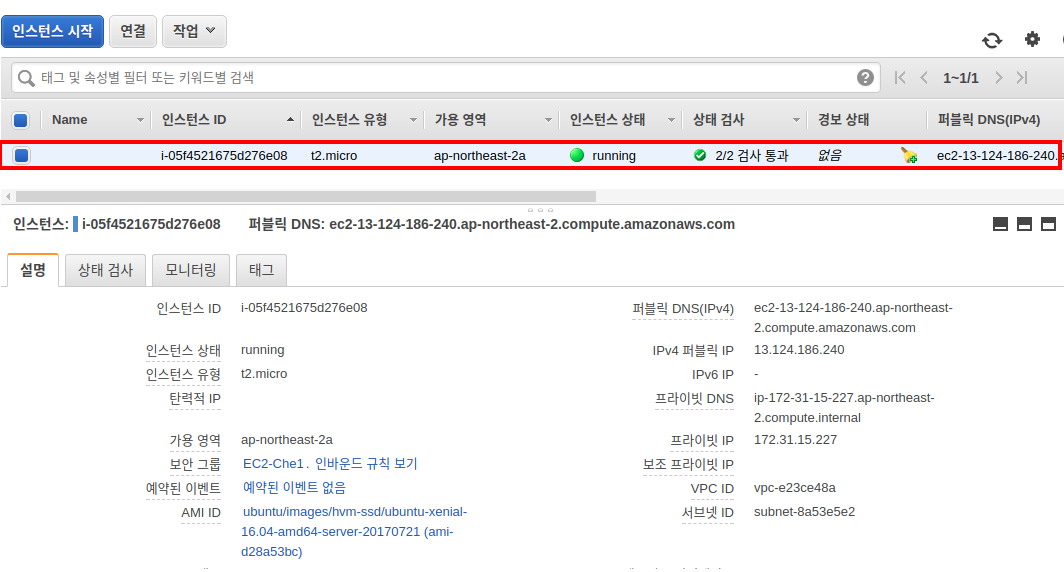 인스턴스 시작 연결 작업
태그 및 속성별 필터 또는 키워드별 검색 1~1/1
Name 인스턴스 ID 인스턴스 유형 가용 영역 인스턴스 상태 상태 검사 경보 상태 퍼블릭 DNS(IPv4)
i-05f4521675d276e08 t2.micro ap-northeast-2a running 2/2 검사 통과 없음 ec2-13-124-186-240.a
인스턴스: i-05f4521675d276e08 퍼블릭 DNS: ec2-13-124-186-240.ap-northeast-2.compute.amazonaws.com
설명 상태 검사 모니터링 태그
인스턴스 ID i-05f4521675d276e08 퍼블릭 DNS(IPv4) ec2-13-124-186-240.ap-northeast-
2.compute.amazonaws.com
인스턴스 상태 running IPv4 퍼블릭 IP 13.124.186.240
인스턴스 유형 t2.micro IPv6 IP -
탄력적 IP 프라이빗 DNS ip-172-31-15-227.ap-northeast-
2.compute.internal
가용 영역 ap-northeast-2a 프라이빗 IP 172.31.15.227
보안 그룹 EC2-Che1. 인바운드 규칙 보기 보조 프라이빗 IP
예약된 이벤트 예약된 이벤트 없음 VPC ID vpc-e23ce48a
AMI ID ubuntu/images/hvm-ssd/ubuntu-xenial- 서브넷 ID subnet-8a53e5e2
16.04-amd64-server-20170721 (ami-
d28a53bc)